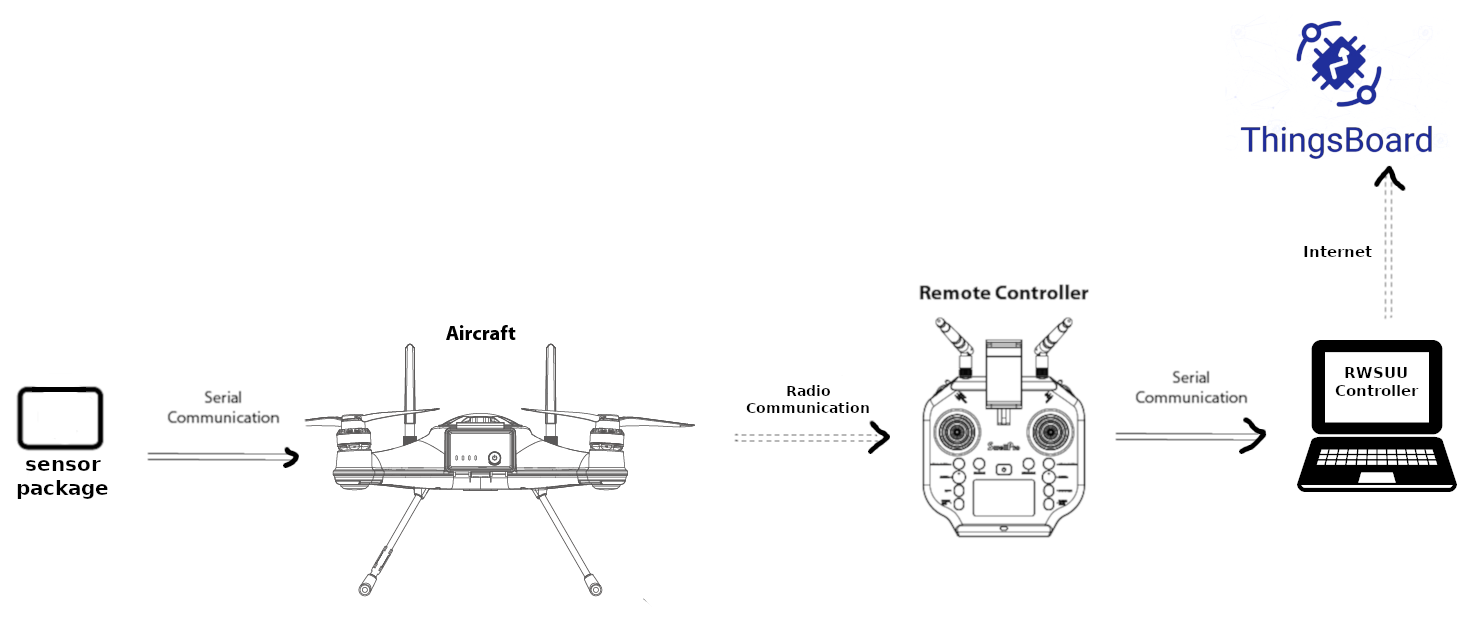 ThingsBoard
Internet
Remote Controller
Aircraft
RWSUU
Controller
Serial
Communication
Radio
Communication
Serial
Communication
sensor
package
SwellPro